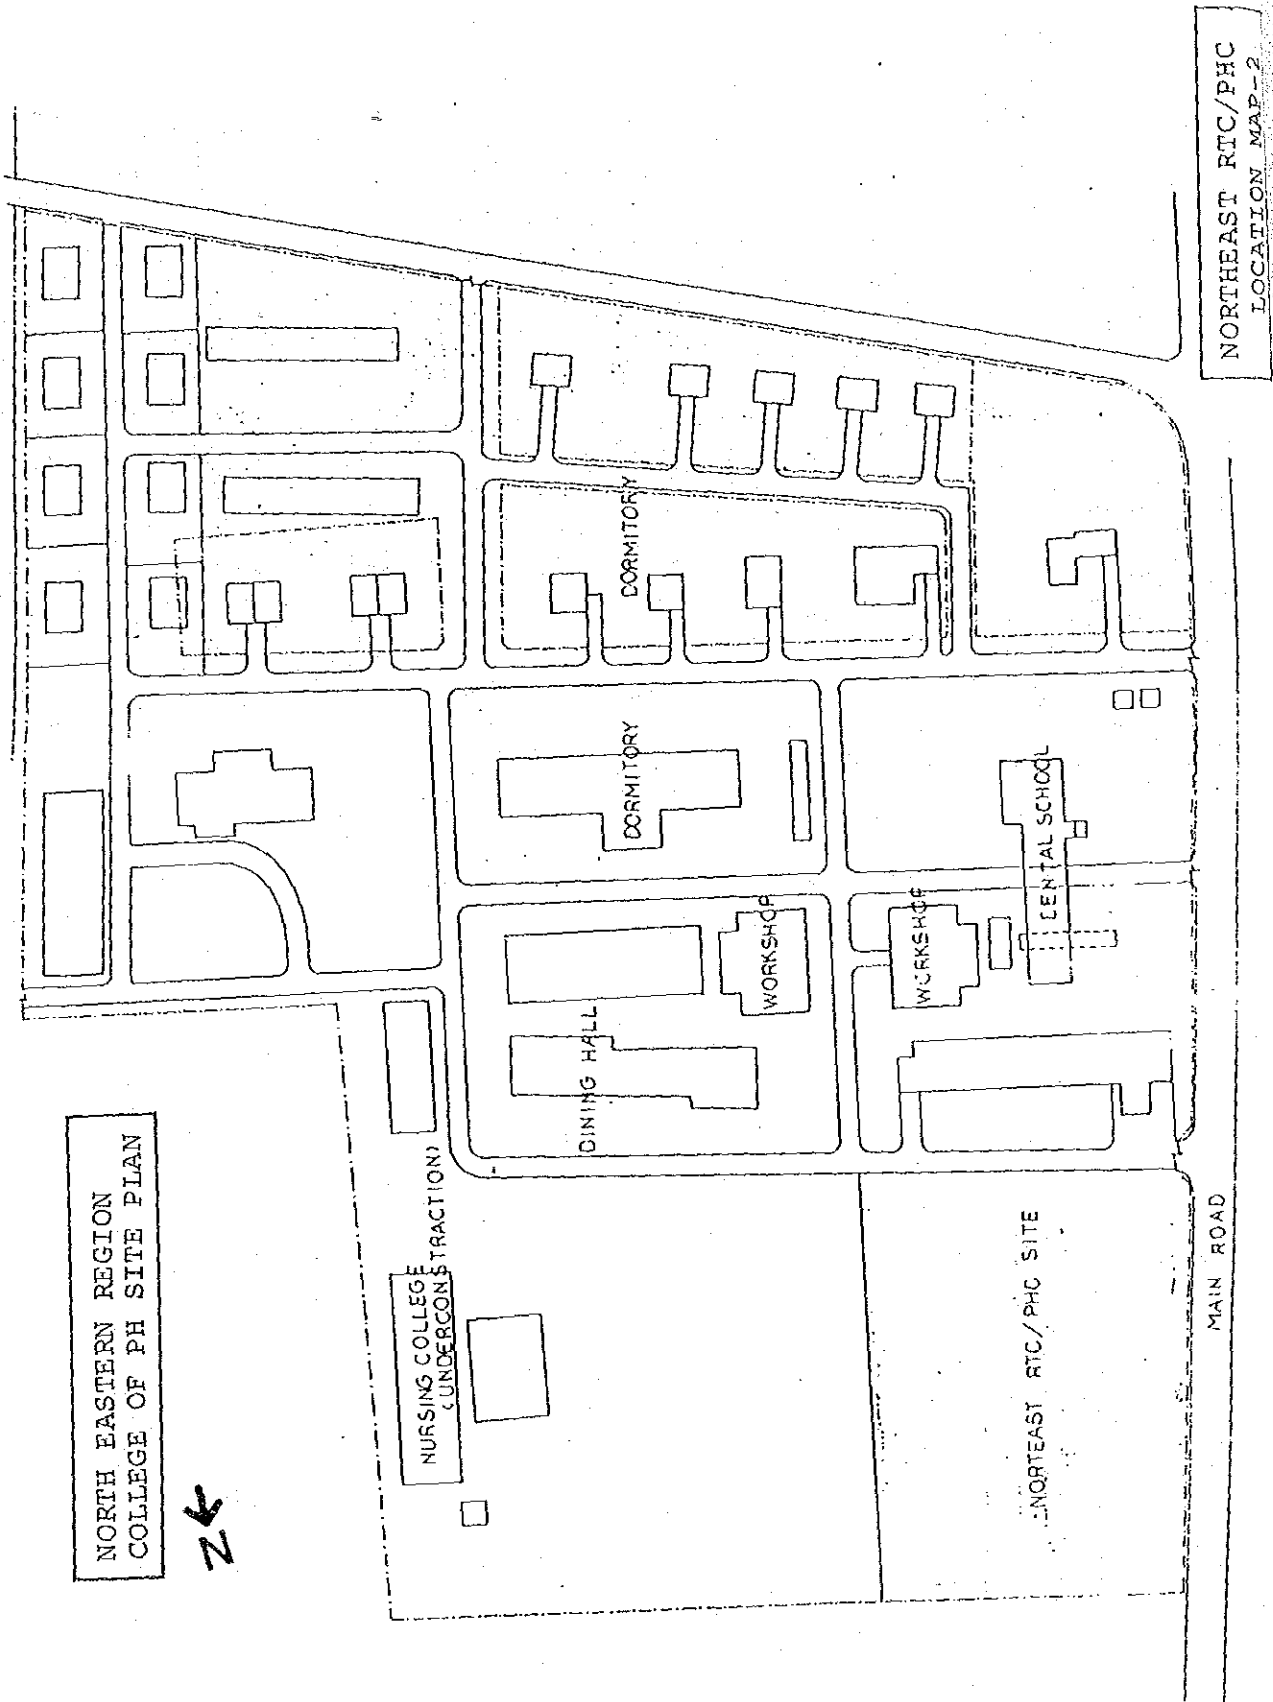 NORTH EASTERN REGION
COLLEGE OF PH SITE PLAN
N
NURSING COLLEGE
(UNDERCONSTRACTION)
DINING HALL
DORMITORY
DORMITORY
WORKSHOP
WORKSHOP
DENTAL SCHOOL
NORTEAST RTC/PHC SITE
MAIN ROAD
NORTHEAST RTC/PHC
LOCATION MAP-2